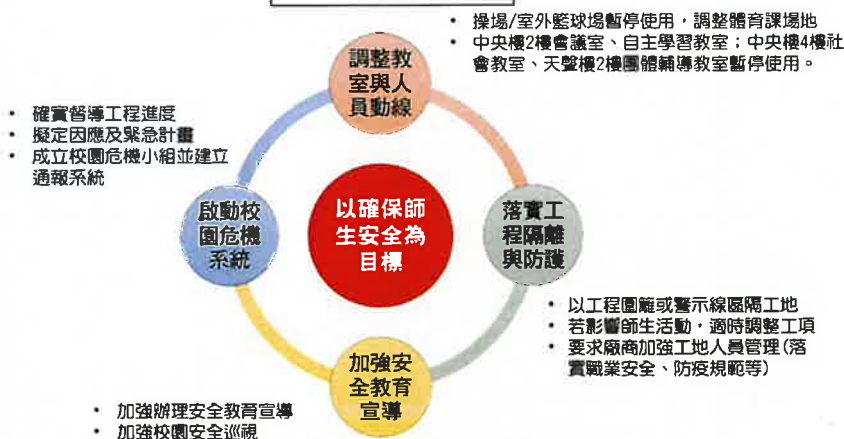 調整教
室與人
員動線
• 操場/室外籃球場暫停使用，調整體育課場地
• 中央樓2樓會議室、自主學習教室；中央樓4樓社
會教室、天聲樓2樓團體輔導教室暫停使用。
• 確實督導工程進度
• 擬定因應及緊急計畫
• 成立校園危機小組並建立
通報系統
啟動校
園危機
系統
以確保師
生安全為
目標
落實工
程隔離
與防護
• 以工程圍籬或警示線區隔工地
• 若影響師生活動，適時調整工項
• 要求廠商加強工地人員管理(落
實職業安全、防疫規範等)
加強安
全教育
宣導
• 加強辦理安全教育宣導
• 加強校園安全巡視